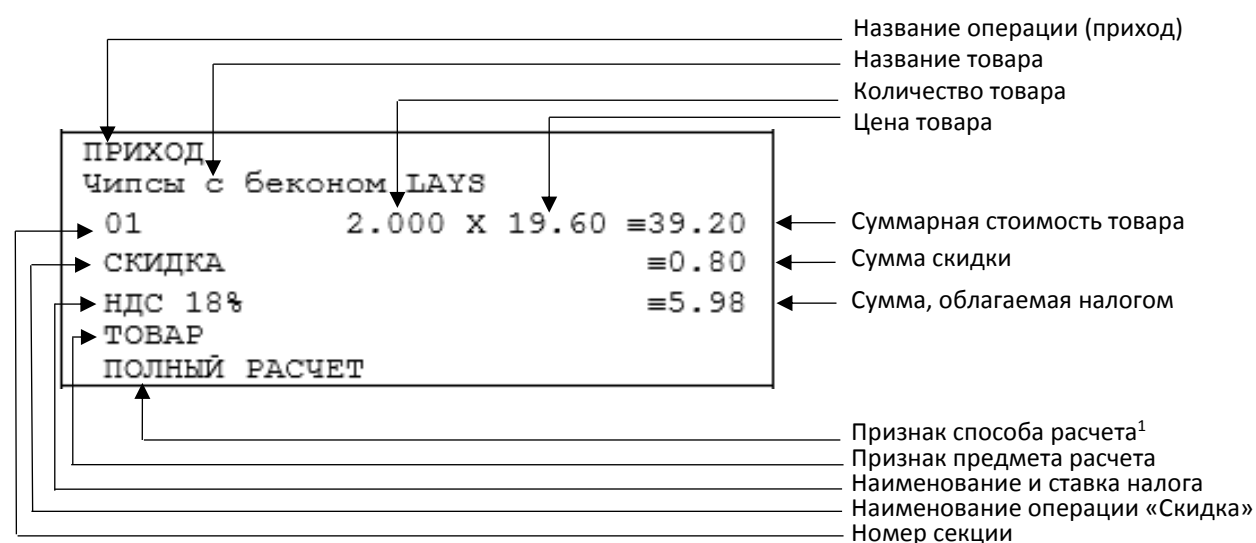 Название операции (приход)
Название товара
Количество товара
Цена товара
ПРИХОД
Чипсы с беконом LAYS
01 2.000 X 19.60 ≡39.20
Суммарная стоимость товара
СКИДКА ≡0.80
Сумма скидки
НДС 18% ≡5.98
Сумма, облагаемая налогом
ТОВАР
ПОЛНЫЙ РАСЧЕТ
Признак способа расчета1
Признак предмета расчета
Наименование и ставка налога
Наименование операции «Скидка»
Номер секции